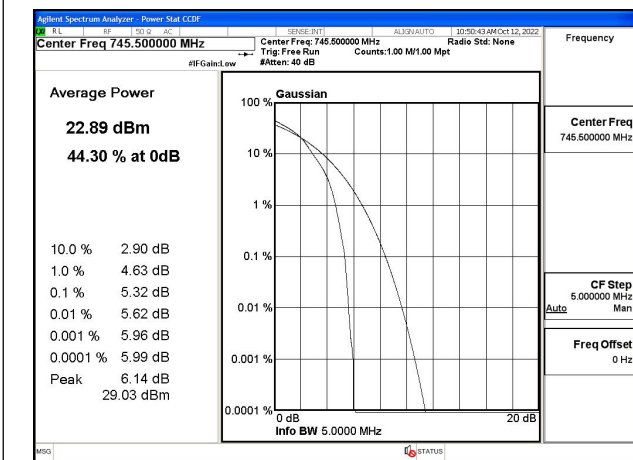 Agilent Spectrum Analyzer - Power Stat CCDF
RL RF 50 Ω AC SENSE:INT ALIGN AUTO 10:50:43 AM Oct 12, 2022
Center Freq 745.500000 MHz
Center Freq: 745.500000 MHz Radio Std: None
Trig: Free Run Counts:1.00 M/1.00 Mpt
#IFGain:Low #Atten: 40 dB
Frequency
Average Power
22.89 dBm
44.30 % at 0dB
10.0 % 2.90 dB
1.0 % 4.63 dB
0.1 % 5.32 dB
0.01 % 5.62 dB
0.001 % 5.96 dB
0.0001 % 5.99 dB
Peak 6.14 dB
29.03 dBm
Gaussian
100 %
10 %
1 %
0.1 %
0.01 %
0.001 %
0.0001 %
0 dB 20 dB
Info BW 5.0000 MHz
Center Freq
745.500000 MHz
CF Step
5.000000 MHz
Auto Man
Freq Offset
0 Hz
MSG STATUS